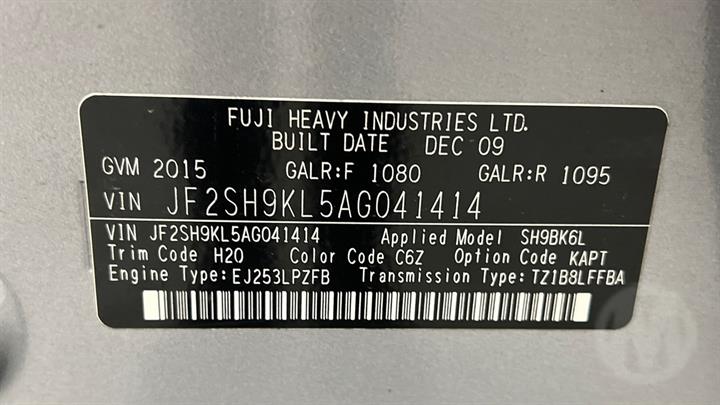 FUJI HEAVY INDUSTRIES LTD.
BUILT DATE DEC 09
GVM 2015 GALR:F 1080 GALR:R 1095
VIN JF2SH9KL5AG041414
VIN JF2SH9KL5AG041414 Applied Model SH9BK6L
Trim Code H20 Color Code C6Z Option Code KAPT
Engine Type:EJ253LPZFB Transmission Type:TZ1B8LFFBA